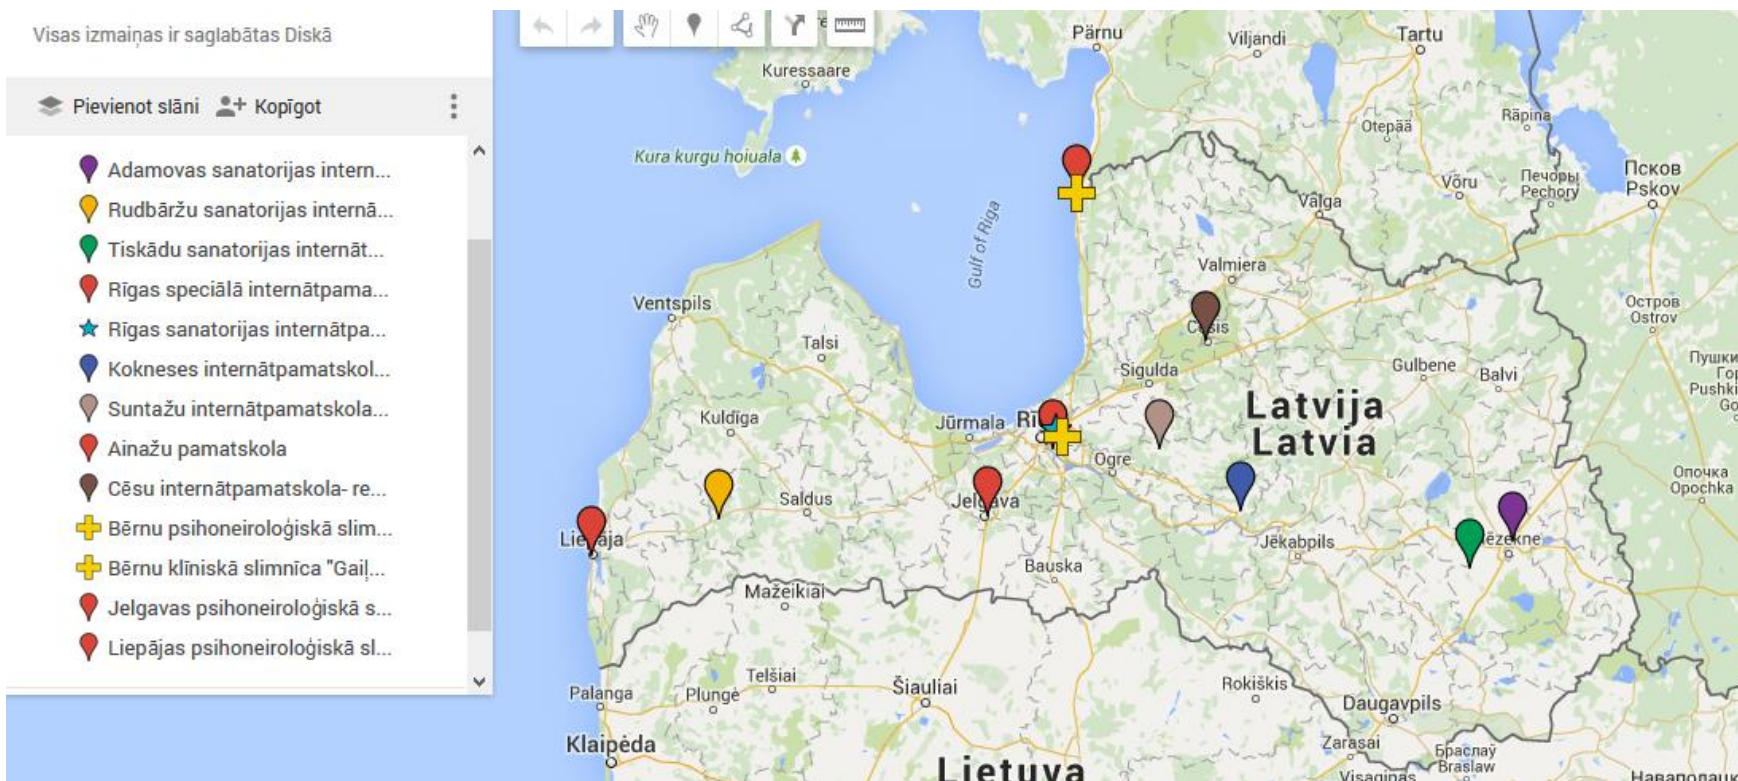 Visas izmaiņas ir saglabātas Diskā
Pievienot slāni Kopīgot
Adamovas sanatorijas intern...
Rudbāržu sanatorijas internā...
Tiskādu sanatorijas internāt...
Rīgas speciālā internātpama...
Rīgas sanatorijas internātpa...
Kokneses internātpamatskol...
Suntažu internātpamatskola...
Ainažu pamatskola
Cēsu internātpamatskola- re...
Bērnu psihoneiroloģiskā slim...
Bērnu klīniskā slimnīca "Gaiļ...
Jelgavas psihoneiroloģiskā s...
Liepājas psihoneiroloģiskā sl...
Pärnu
Viljandi
Tartu
Kuressaare
Räpina
Otepää
Kura kurgu hoiuala
Псков
Pskov
Печоры
Pechory
Võru
Valga
Gulf of Riga
Valmiera
Ventspils
Остров
Ostrov
Talsi
Cēsis
Gulbene
Balvi
Sigulda
Kuldīga
Jūrmala
Latvija
Latvia
Ogre
Опочка
Opochka
Saldus
Jelgava
Liepāja
Jēkabpils
Bauska
Mažeikiai
Telšiai
Šiauliai
Rokiškis
Palanga
Plungė
Daugavpils
Klaipėda
Zarasai
Браслаў
Braslaw
Lietuva
Visaginas